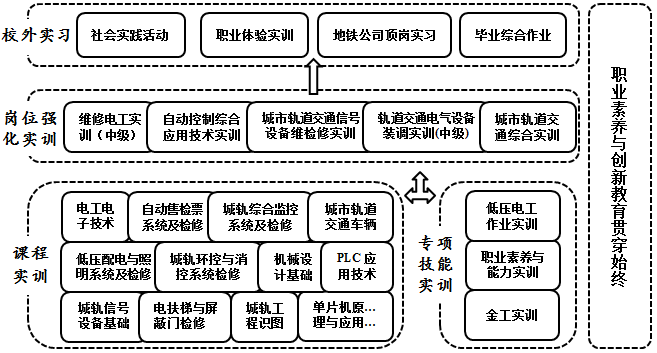 校外实习
社会实践活动
职业体验实训
地铁公司顶岗实习
毕业综合作业
岗位强
化实训
维修电工实
训（中级）
自动控制综合
应用技术实训
城市轨道交通信号
设备维检修实训
轨道交通电气设备
装调实训(中级)
城市轨道交
通综合实训
课程
实训
电工电
子技术
自动售检票
系统及检修
城轨综合监控
系统及检修
城市轨道
交通车辆
低压配电与照
明系统及检修
城轨环控与消
控系统检修
机械设
计基础
PLC 应
用技术
城轨信号
设备基础
电扶梯与屏
蔽门检修
城轨工
程识图
单片机原…
理与应用…
专项
技能
实训
低压电工
作业实训
职业素养与
能力实训
金工实训
职业素养与创新教育贯穿始终